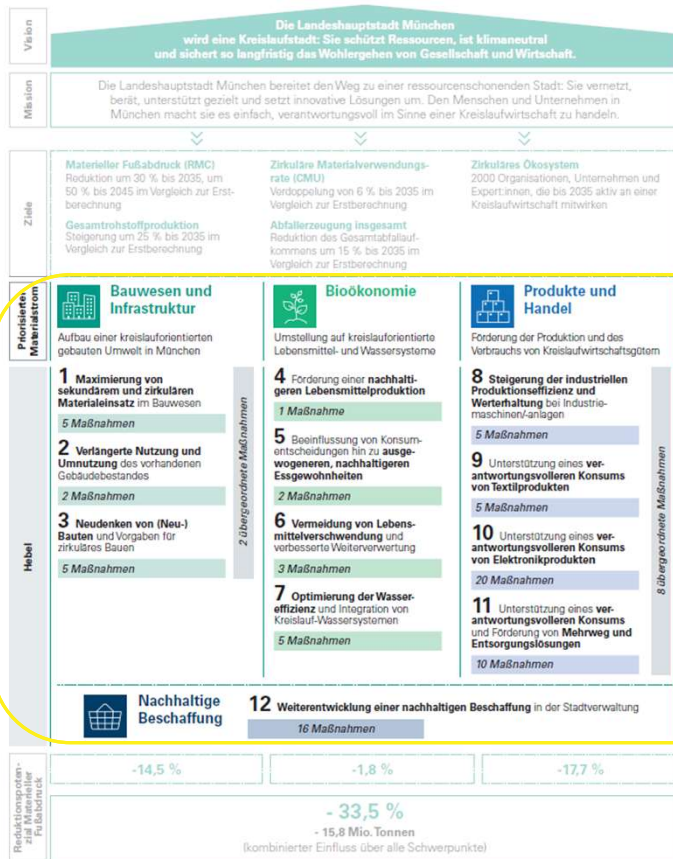 Vision
Die Landeshauptstadt München
wird eine Kreislaufstadt: Sie schützt Ressourcen, ist klimaneutral
und sichert so langfristig das Wohlergehen von Gesellschaft und Wirtschaft.
Mission
Die Landeshauptstadt München bereitet den Weg zu einer ressourcenschonenden Stadt: Sie vernetzt,
berät, unterstützt gezielt und setzt innovative Lösungen um. Den Menschen und Unternehmen in
München macht sie es einfach, verantwortungsvoll im Sinne einer Kreislaufwirtschaft zu handeln.
Ziele
Materieller Fußabdruck (RMC)
Reduktion um 30 % bis 2035, um
50 % bis 2045 im Vergleich zur Erst-
berechnung
Gesamtrohstoffproduktion
Steigerung um 25 % bis 2035 im
Vergleich zur Erstberechnung
Zirkuläre Materialverwendungs-
rate (CMU)
Verdoppelung von 6 % bis 2035 im
Vergleich zur Erstberechnung
Abfallerzeugung insgesamt
Reduktion des Gesamtabfallauf-
kommens um 15 % bis 2035 im
Vergleich zur Erstberechnung
Zirkuläres Ökosystem
2000 Organisationen, Unternehmen und
Expert:innen, die bis 2035 aktiv an einer
Kreislaufwirtschaft mitwirken
Priorisierter
Materialstrom
Bauwesen und
Infrastruktur
Aufbau einer kreislauforientierten
gebauten Umwelt in München
Bioökonomie
Umstellung auf kreislauforientierte
Lebensmittel- und Wassersysteme
Produkte und
Handel
Förderung der Produktion und des
Verbrauchs von Kreislaufwirtschaftsgütern
Hebel
1 Maximierung von
sekundärem und zirkulärem
Materialeinsatz im Bauwesen
5 Maßnahmen
2 Verlängerte Nutzung und
Umnutzung des vorhandenen
Gebäudebestandes
2 Maßnahmen
3 Neudenken von (Neu-)
Bauten und Vorgaben für
zirkuläres Bauen
5 Maßnahmen
2 übergeordnete Maßnahmen
4 Förderung einer nachhalti-
geren Lebensmittelproduktion
1 Maßnahme
5 Beeinflussung von Konsum-
entscheidungen hin zu ausge-
wogeneren, nachhaltigeren
Essgewohnheiten
2 Maßnahmen
6 Vermeidung von Lebens-
mittelverschwendung und
verbesserte Weiterverwertung
3 Maßnahmen
7 Optimierung der Wasser-
effizienz und Integration von
Kreislauf-Wassersystemen
5 Maßnahmen
8 Steigerung der industriellen
Produktionseffizienz und
Werterhaltung bei Industrie-
maschinen/-anlagen
5 Maßnahmen
9 Unterstützung eines ver-
antwortungsvolleren Konsums
von Textilprodukten
5 Maßnahmen
10 Unterstützung eines ver-
antwortungsvolleren Konsums
von Elektronikprodukten
20 Maßnahmen
11 Unterstützung eines ver-
antwortungsvolleren Konsums
und Förderung von Mehrweg und
Entsorgungslösungen
10 Maßnahmen
8 übergeordnete Maßnahmen
Nachhaltige
Beschaffung
12 Weiterentwicklung einer nachhaltigen Beschaffung in der Stadtverwaltung
16 Maßnahmen
Reduktionspoten-
zial Materieller
Fußabdruck
-14,5 %
-1,8 %
-17,7 %
- 33,5 %
- 15,8 Mio. Tonnen
(kombinierter Einfluss über alle Schwerpunkte)